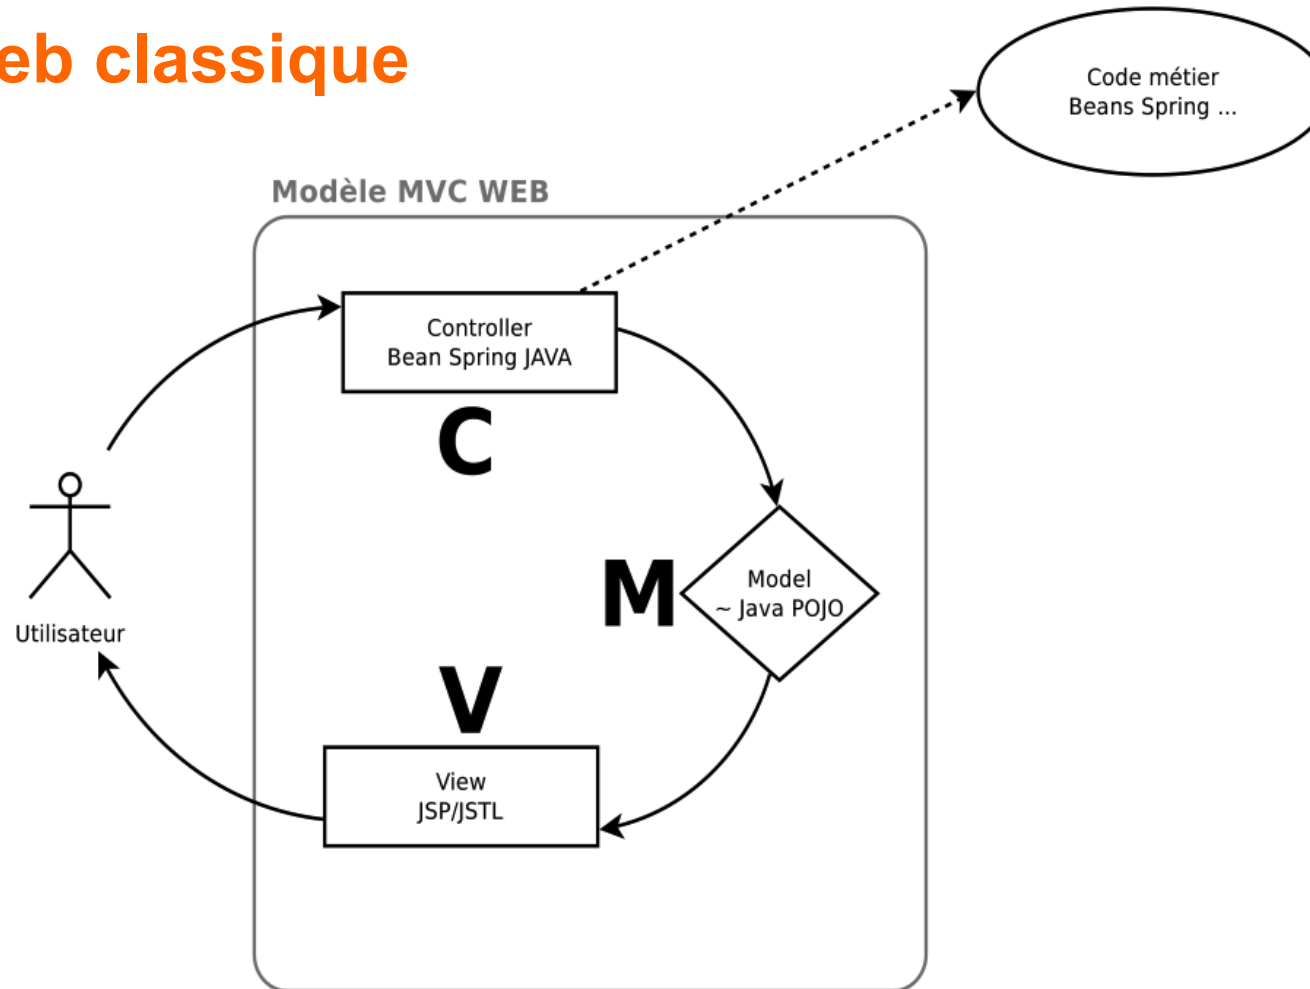 eb classique
Code métier
Beans Spring ...
Modèle MVC WEB
Controller
Bean Spring JAVA
C
M
Model
~ Java POJO
Utilisateur
V
View
JSP/JSTL